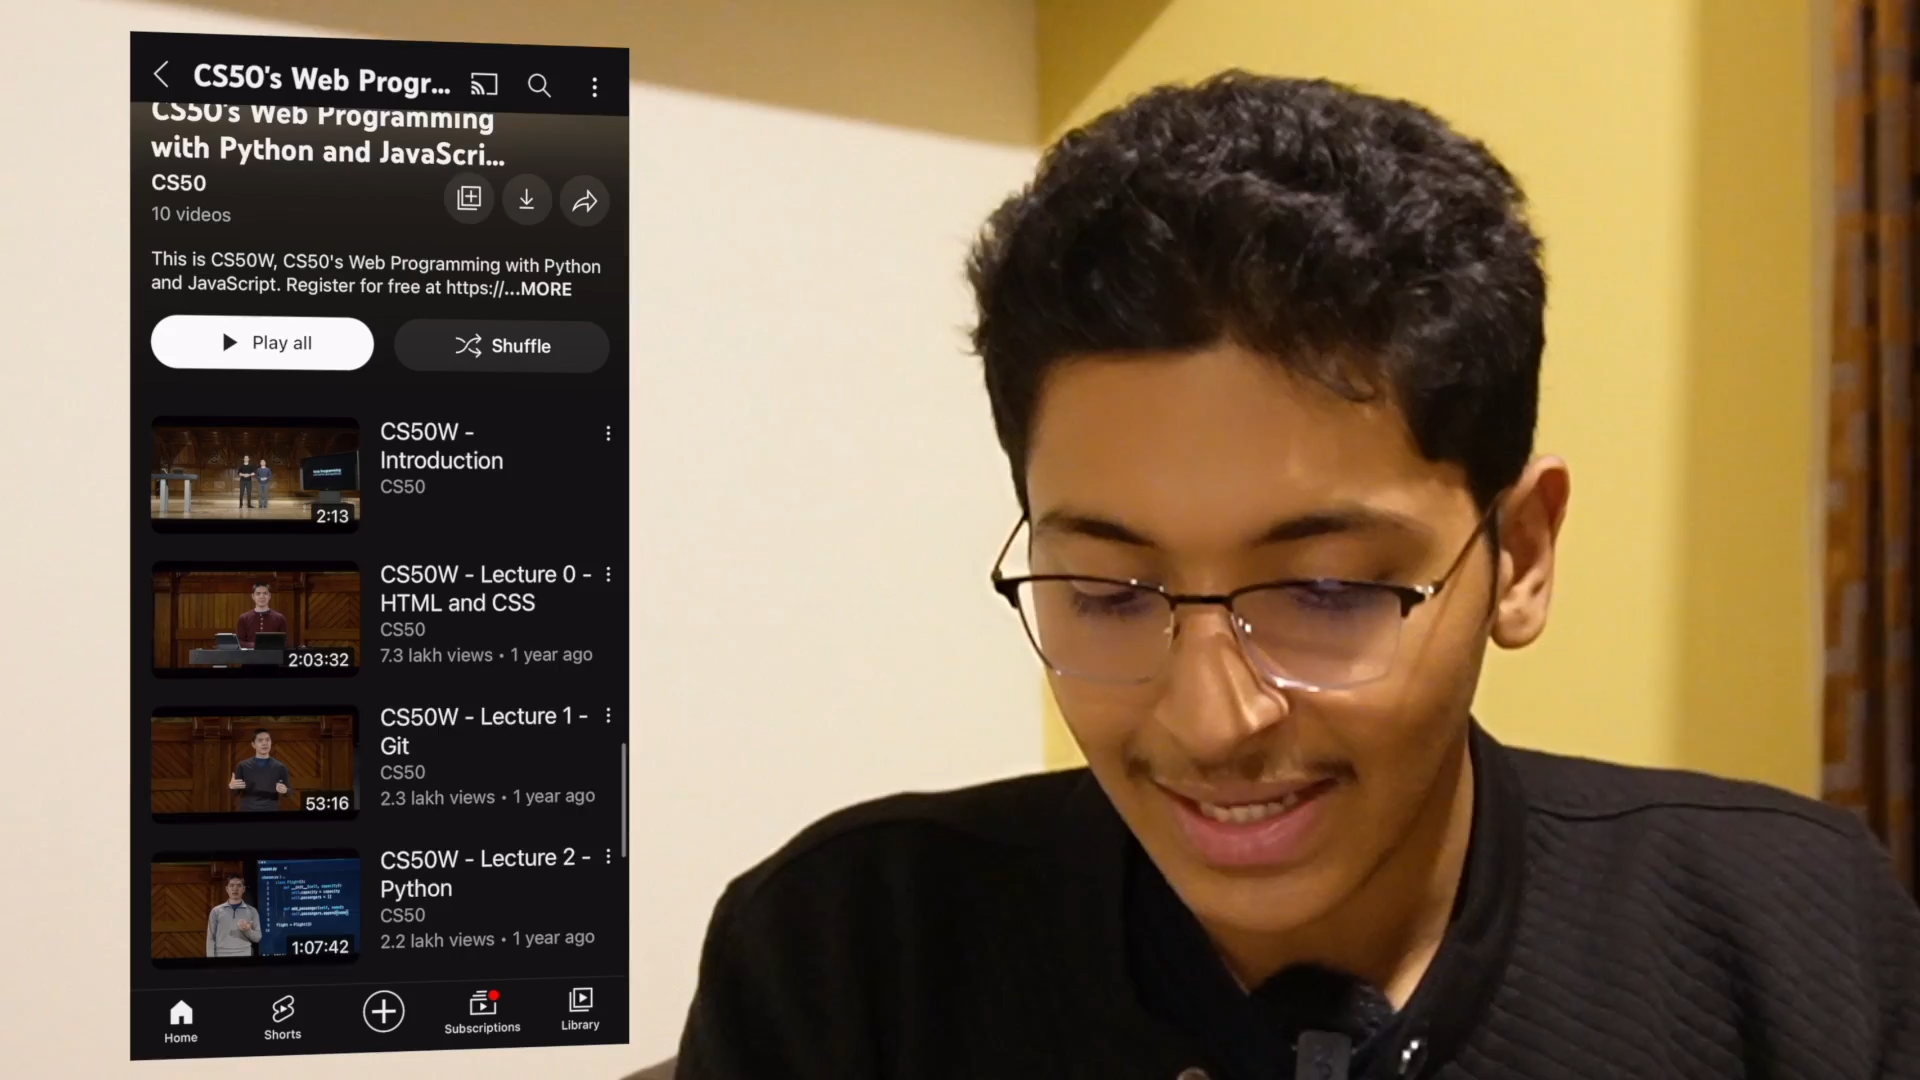 CS50's Web Progr...
CS50's Web Programming
with Python and JavaScri...
CS50
10 videos
This is CS50W, CS50's Web Programming with Python
and JavaScript. Register for free at https://...MORE
Play all
Shuffle
CS50W -
Introduction
CS50
2:13
CS50W - Lecture 0 -
HTML and CSS
CS50
7.3 lakh views • 1 year ago
2:03:32
CS50W - Lecture 1 -
Git
CS50
2.3 lakh views • 1 year ago
53:16
CS50W - Lecture 2 -
Python
CS50
2.2 lakh views • 1 year ago
1:07:42
Home
Shorts
Subscriptions
Library